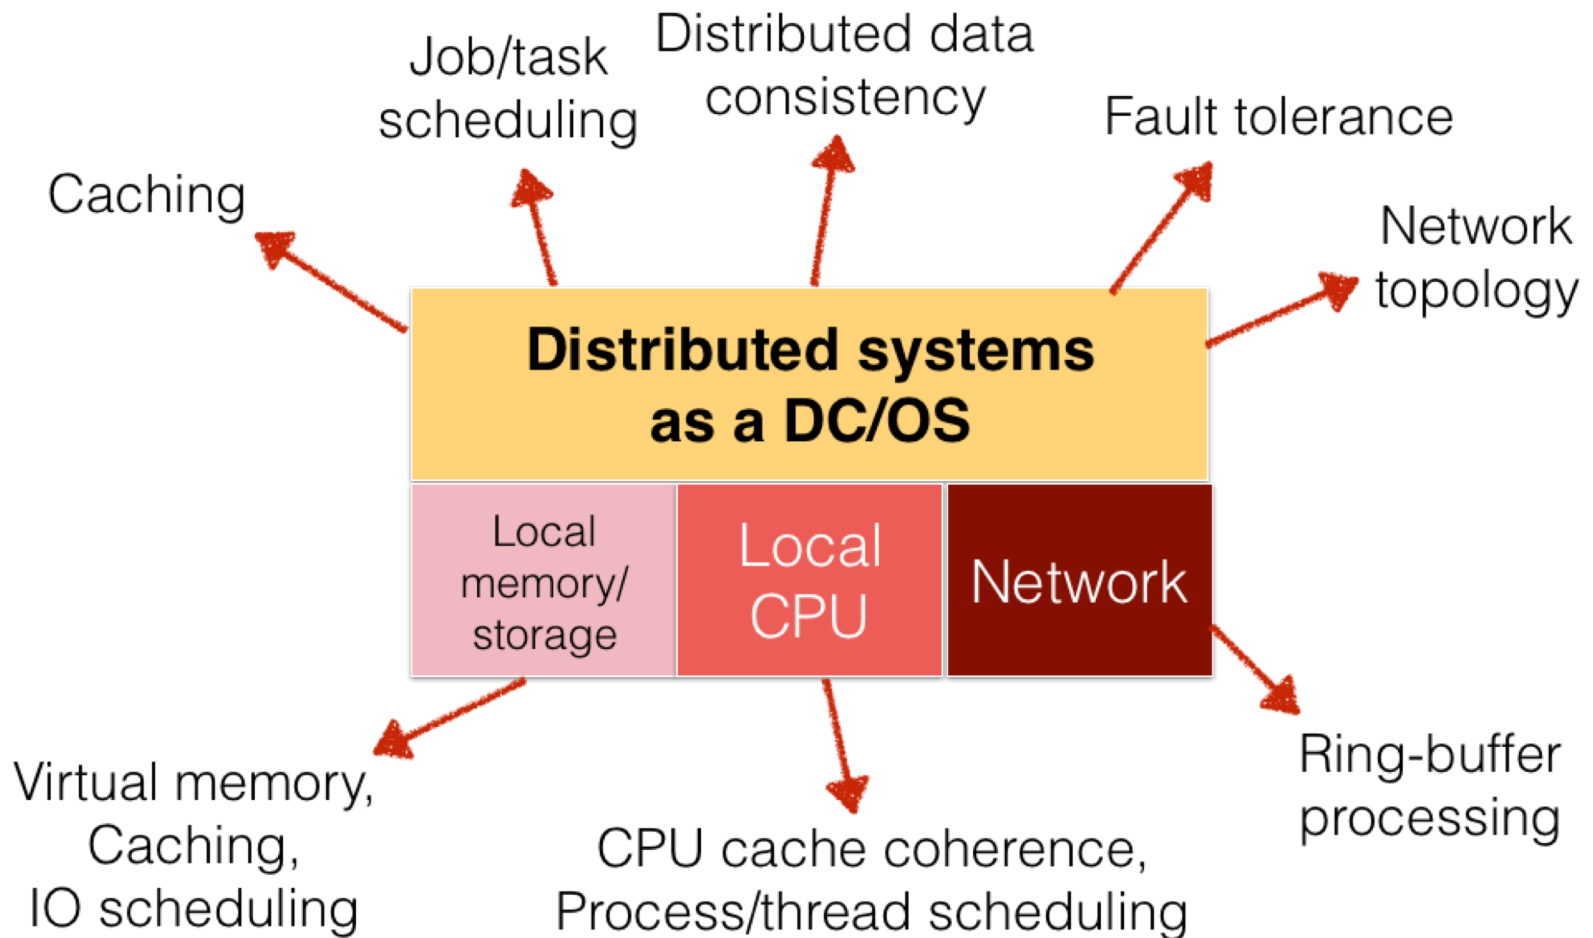 Distributed data
consistency
Job/task
scheduling
Fault tolerance
Caching
Network
topology
Distributed systems
as a DC/OS
Local
memory/
storage
Local
CPU
Network
Virtual memory,
Caching,
IO scheduling
CPU cache coherence,
Process/thread scheduling
Ring-buffer
processing